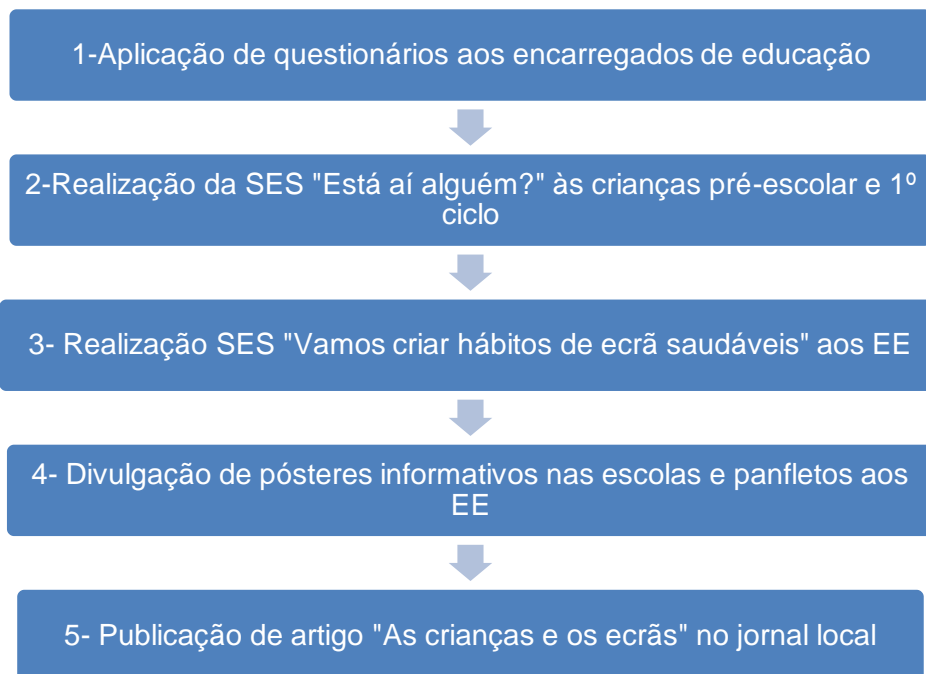 1-Aplicação de questionários aos encarregados de educação
2-Realização da SES "Está aí alguém?" às crianças pré-escolar e 1º
ciclo
3- Realização SES "Vamos criar hábitos de ecrã saudáveis" aos EE
4- Divulgação de pósteres informativos nas escolas e panfletos aos
EE
5- Publicação de artigo "As crianças e os ecrãs" no jornal local